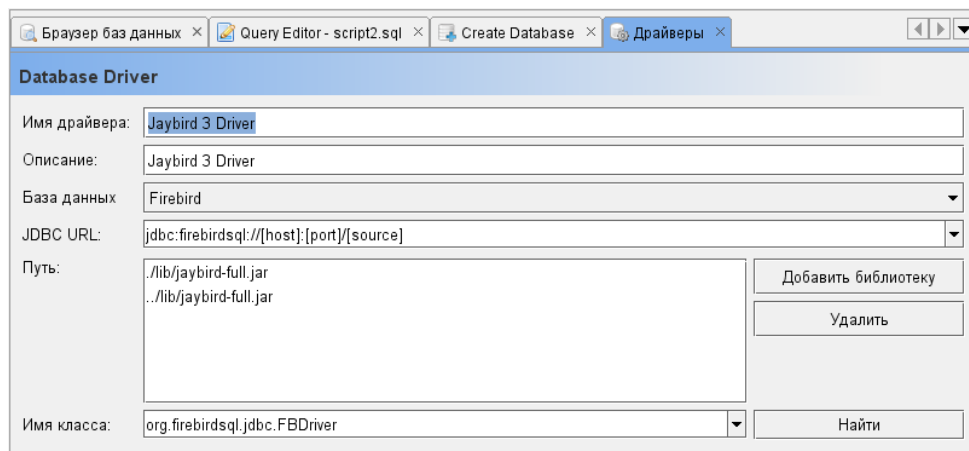 Браузер баз данных × Query Editor - script2.sql × Create Database × Драйверы ×
Database Driver
Имя драйвера: Jaybird 3 Driver
Описание: Jaybird 3 Driver
База данных Firebird
JDBC URL: jdbc:firebirdsql://[host]:[port]/[source]
Путь: ./lib/jaybird-full.jar Добавить библиотеку
../lib/jaybird-full.jar
Удалить
Имя класса: org.firebirdsql.jdbc.FBDriver Найти